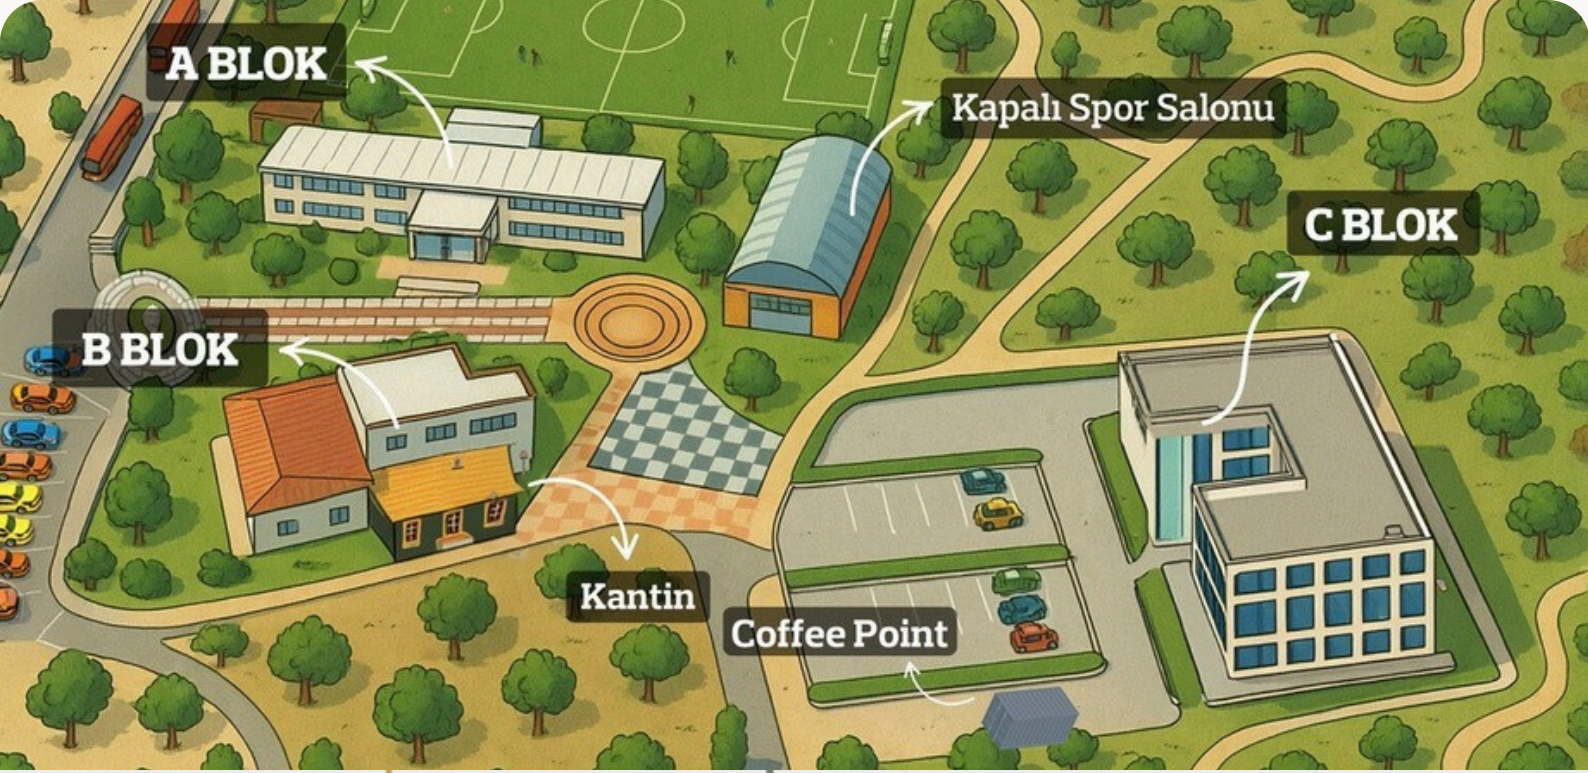 A BLOK
Kapalı Spor Salonu
C BLOK
B BLOK
Kantin
Coffee Point